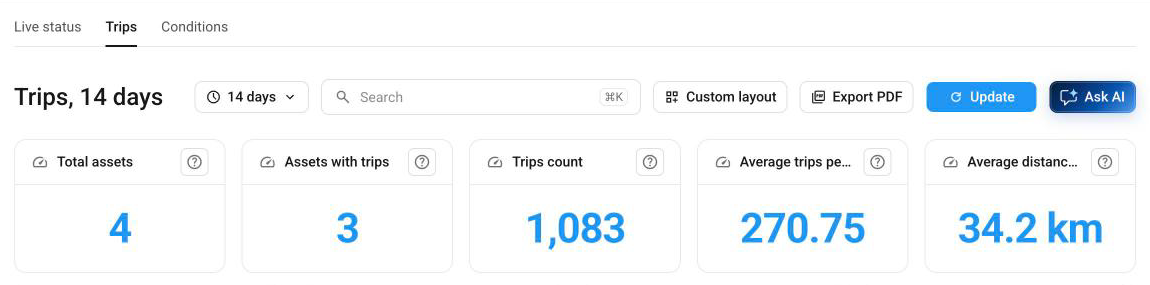 Live status Trips Conditions
Trips, 14 days 14 days Search ⌘K Custom layout Export PDF Update Ask AI
Total assets Assets with trips Trips count Average trips pe... Average distanc...
4 3 1,083 270.75 34.2 km